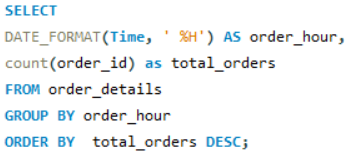 SELECT
DATE_FORMAT(Time, ' %H') AS order_hour,
count(order_id) as total_orders
FROM order_details
GROUP BY order_hour
ORDER BY  total_orders DESC;